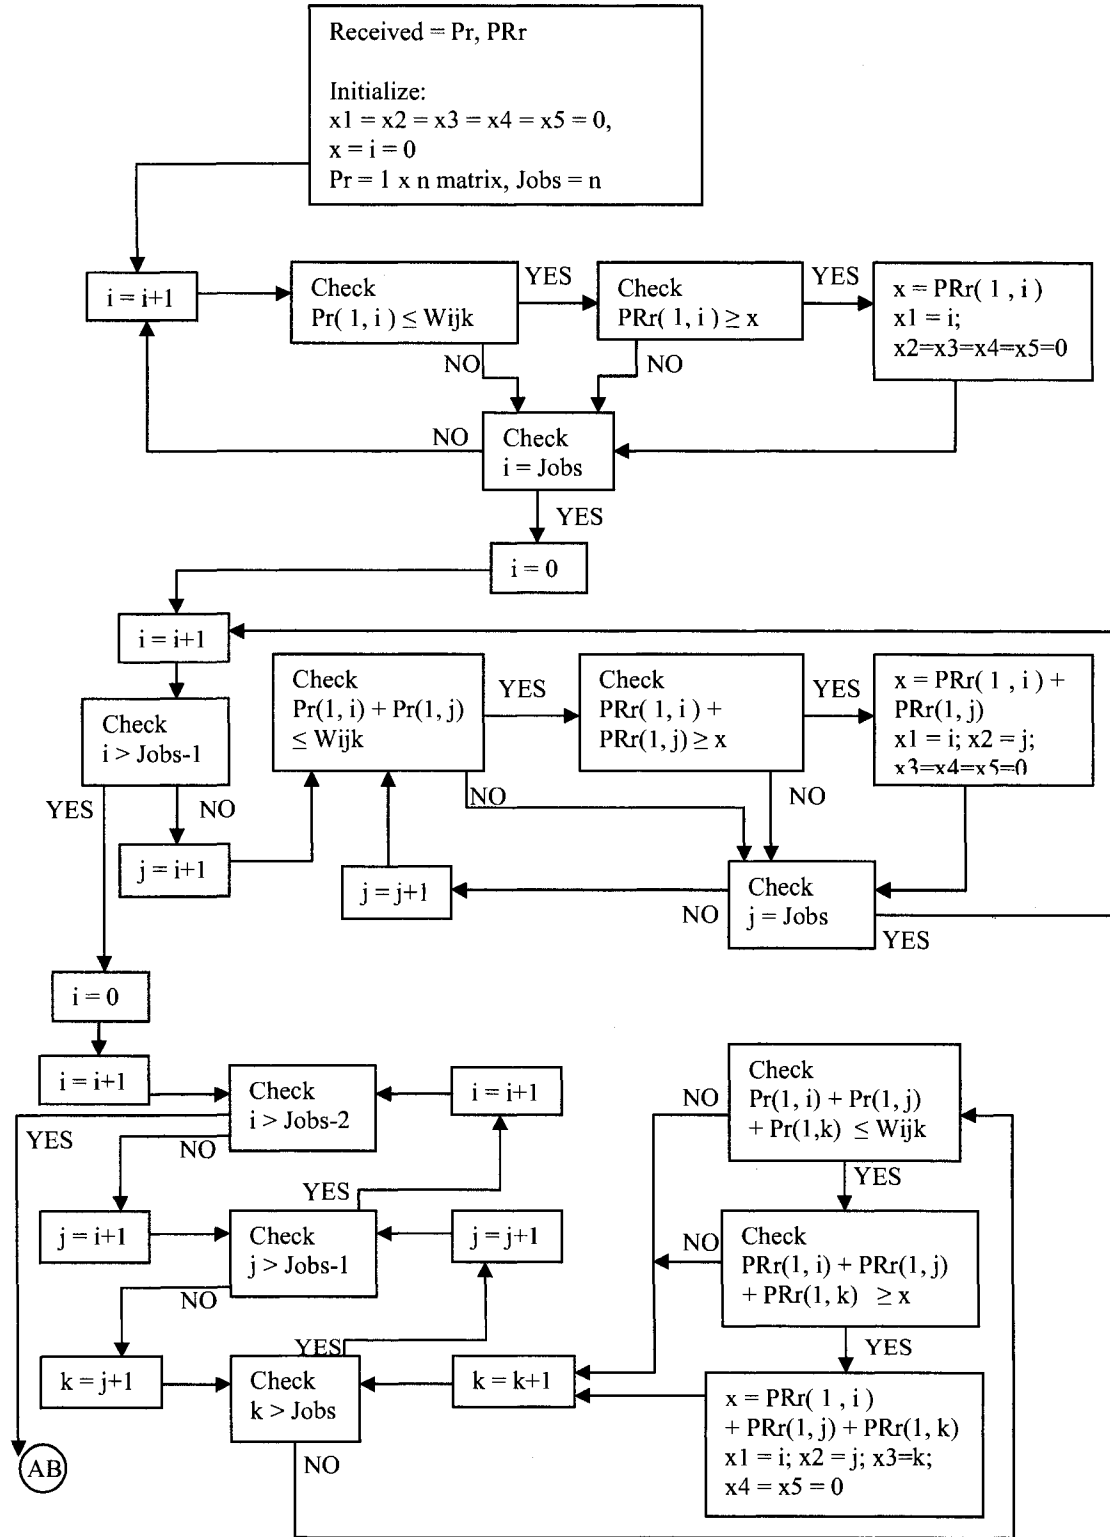 Received = Pr, PRr
Initialize:
x1 = x2 = x3 = x4 = x5 = 0,
x = i = 0
Pr = 1 x n matrix, Jobs = n
i = i+1
Check
Pr( 1, i ) ≤ Wijk
YES
Check
PRr( 1, i ) ≥ x
YES
x = PRr( 1 , i )
x1 = i;
x2=x3=x4=x5=0
NO
NO
NO
Check
i = Jobs
YES
i = 0
i = i+1
Check
i > Jobs-1
Check
Pr(1, i) + Pr(1, j)
≤ Wijk
YES
Check
PRr( 1, i ) +
PRr(1, j) ≥ x
YES
x = PRr( 1 , i ) +
PRr(1, j)
x1 = i; x2 = j;
x3=x4=x5=0
YES
NO
NO
NO
j = i+1
j = j+1
NO
Check
j = Jobs
YES
i = 0
i = i+1
Check
i > Jobs-2
i = i+1
NO
Check
Pr(1, i) + Pr(1, j)
+ Pr(1,k) ≤ Wijk
YES
NO
YES
YES
j = i+1
Check
j > Jobs-1
j = j+1
NO
Check
PRr(1, i) + PRr(1, j)
+ PRr(1, k) ≥ x
NO
YES
YES
k = j+1
Check
k > Jobs
k = k+1
x = PRr( 1 , i )
+ PRr(1, j) + PRr(1, k)
x1 = i; x2 = j; x3=k;
x4 = x5 = 0
NO
AB